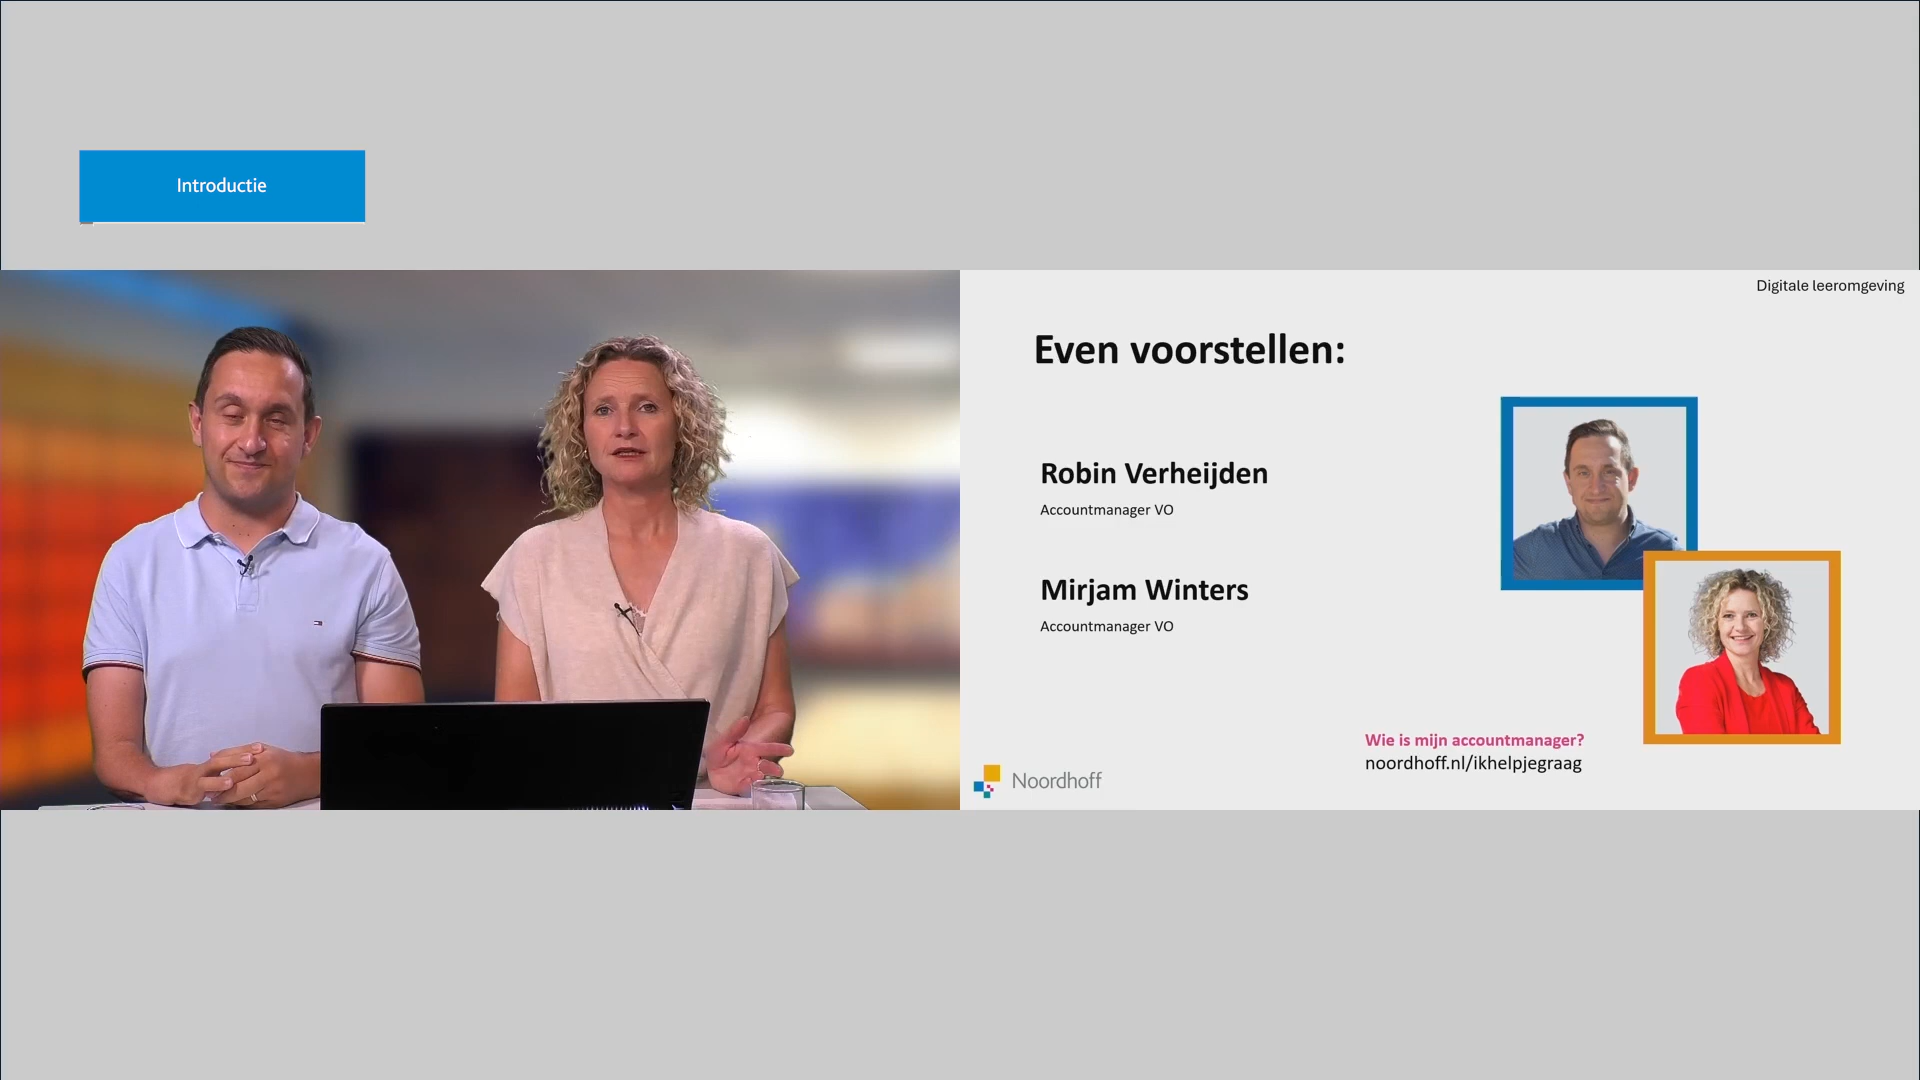 Introductie
Digitale leeromgeving
Even voorstellen:
Robin Verheijden
Accountmanager VO
Mirjam Winters
Accountmanager VO
Wie is mijn accountmanager?
noordhoff.nl/ikhelpjegraag
Noordhoff